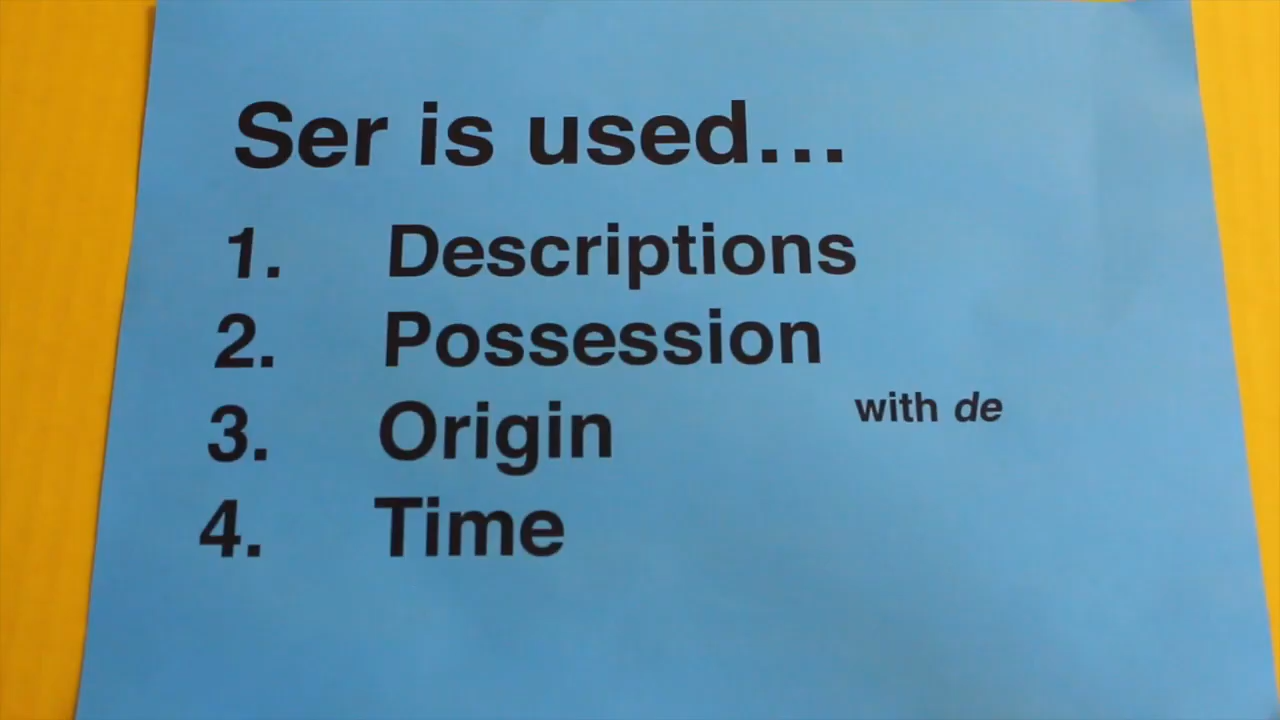 Ser is used...
1. Descriptions
2. Possession
3. Origin with de
4. Time